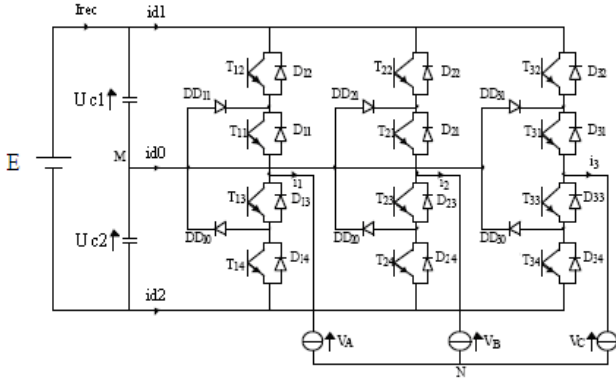 Irec id1
T12 D12 T22 D22 T32 D32
DD11 DD21 DD31
Uc1
T11 D11 T21 D21 T31 D31
E M id0
i1 i2 i3
T13 D13 T23 D23 T33 D33
Uc2
DD10 DD20 DD30
T14 D14 T24 D24 T34 D34
id2
VA VB VC
N